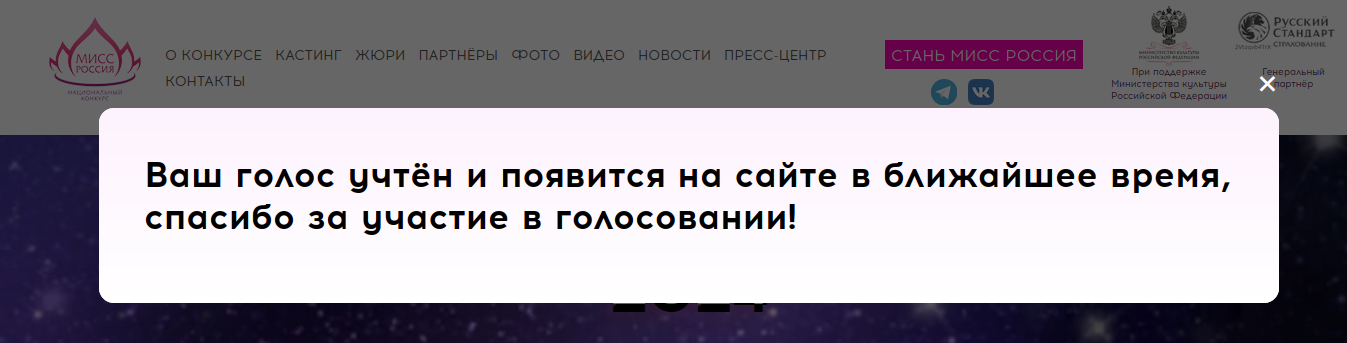 МИСС
РОССИЯ
НАЦИОНАЛЬНЫЙ
КОНКУРС
О КОНКУРСЕ КАСТИНГ ЖЮРИ ПАРТНЁРЫ ФОТО ВИДЕО НОВОСТИ ПРЕСС-ЦЕНТР
КОНТАКТЫ
СТАНЬ МИСС РОССИЯ
МИНИСТЕРСТВО КУЛЬТУРЫ
РОССИЙСКОЙ ФЕДЕРАЦИИ
При поддержке
Министерства культуры
Российской Федерации
РУССКИЙ
СТАНДАРТ
СТРАХОВАНИЕ
Генеральный
партнёр
Ваш голос учтён и появится на сайте в ближайшее время,
спасибо за участие в голосовании!
2024